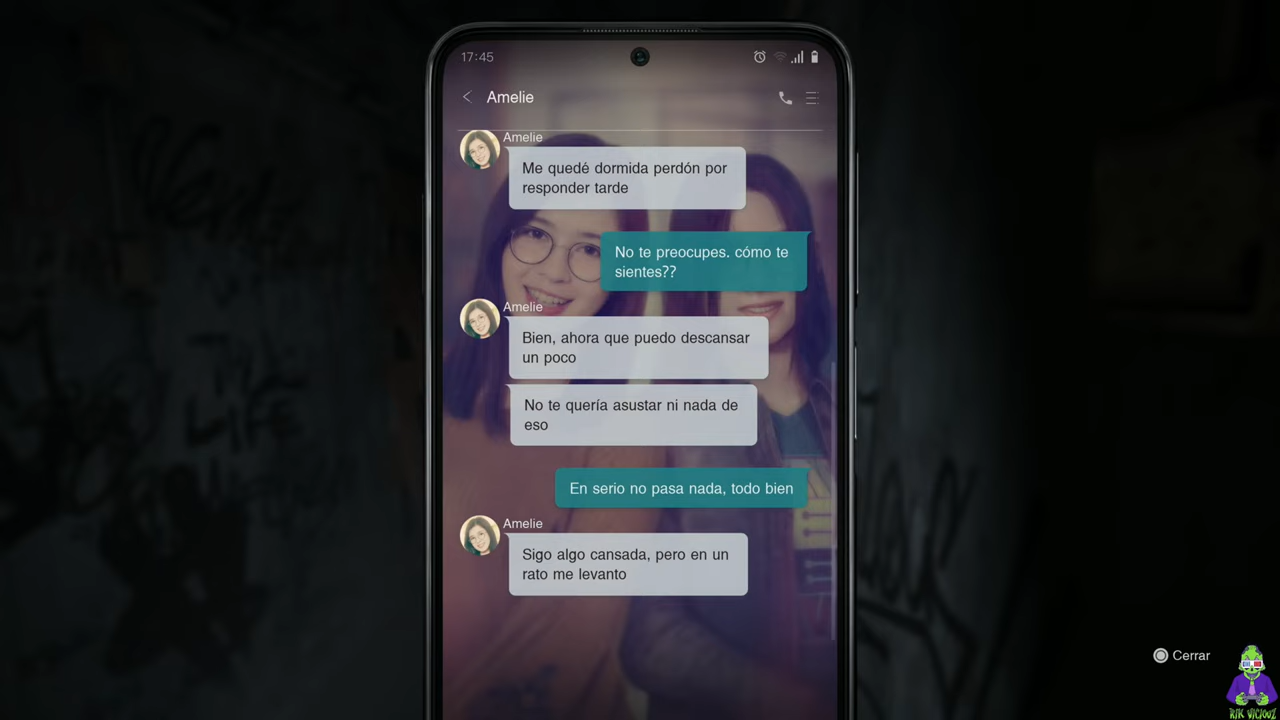 17:45
Amelie
Amelie
Me quedé dormida perdón por
responder tarde
No te preocupes. cómo te
sientes??
Amelie
Bien, ahora que puedo descansar
un poco
No te quería asustar ni nada de
eso
En serio no pasa nada, todo bien
Amelie
Sigo algo cansada, pero en un
rato me levanto
Cerrar
RIK VICIOUZ